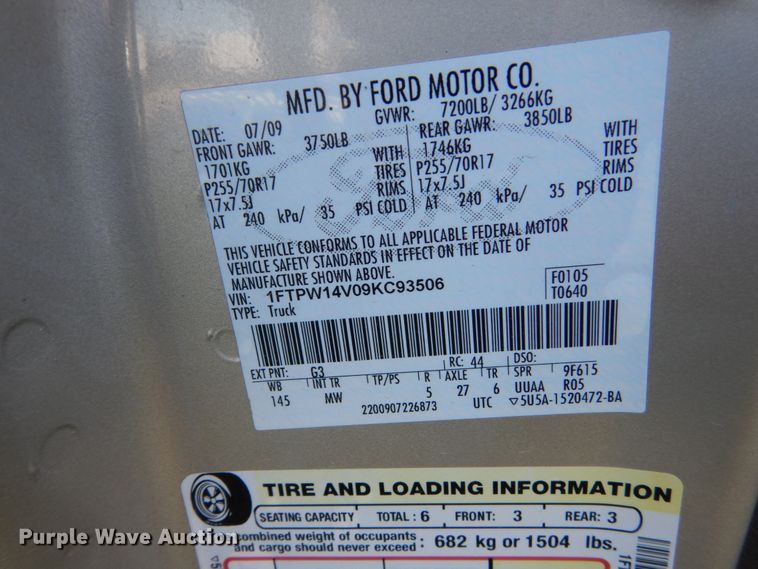 MFD. BY FORD MOTOR CO.
DATE: 07/09 GVWR: 7200LB/ 3266KG
FRONT GAWR: 3750LB REAR GAWR: 3850LB
1701KG WITH 1746KG WITH
P255/70R17 TIRES P255/70R17 TIRES
17x7.5J RIMS 17x7.5J RIMS
AT 240 kPa/ 35 PSI COLD AT 240 kPa/ 35 PSI COLD
Ford
THIS VEHICLE CONFORMS TO ALL APPLICABLE FEDERAL MOTOR
VEHICLE SAFETY STANDARDS IN EFFECT ON THE DATE OF
MANUFACTURE SHOWN ABOVE.
VIN: 1FTPW14V09KC93506 F0105
TYPE: Truck T0640
EXT PNT: G3 RC: 44 DSO:
WB INT TR TP/PS R AXLE TR SPR 9F615
145 MW 5 27 6 UUAA R05
2200907226873 UTC ▽5U5A-1520472-BA
TIRE AND LOADING INFORMATION
SEATING CAPACITY TOTAL: 6 FRONT: 3 REAR: 3
combined weight of occupants
and cargo should never exceed: 682 kg or 1504 lbs.
Purple Wave Auction